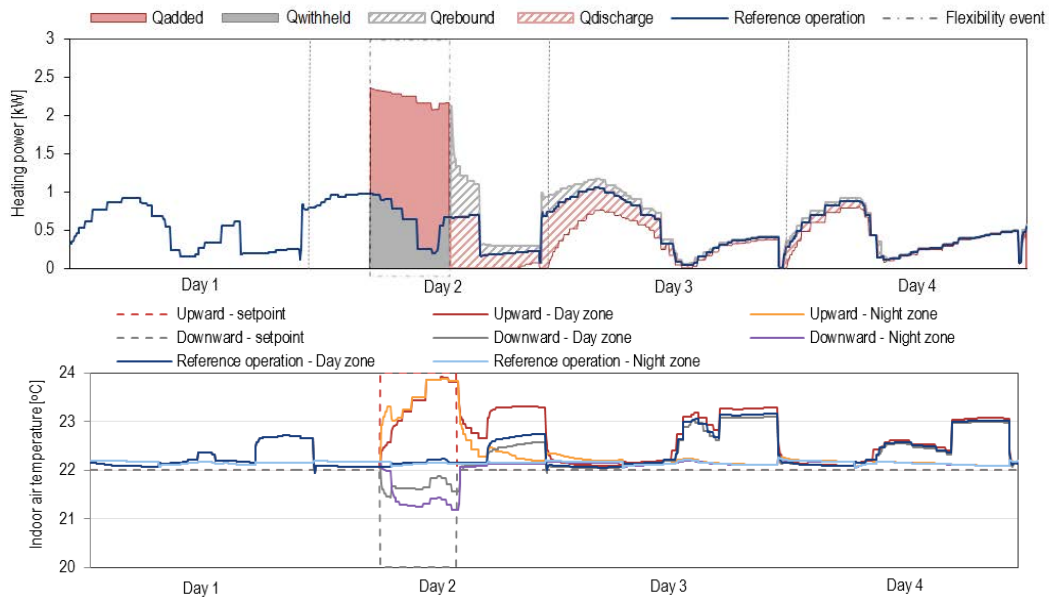 Qadded Qwithheld Qrebound Qdischarge Reference operation Flexibility event
Heating power [kW]
3
2.5
2
1.5
1
0.5
0
Day 1 Day 2 Day 3 Day 4
Upward - setpoint Upward - Day zone Upward - Night zone
Downward - setpoint Downward - Day zone Downward - Night zone
Reference operation - Day zone Reference operation - Night zone
Indoor air temperature [ºC]
24
23
22
21
20
Day 1 Day 2 Day 3 Day 4